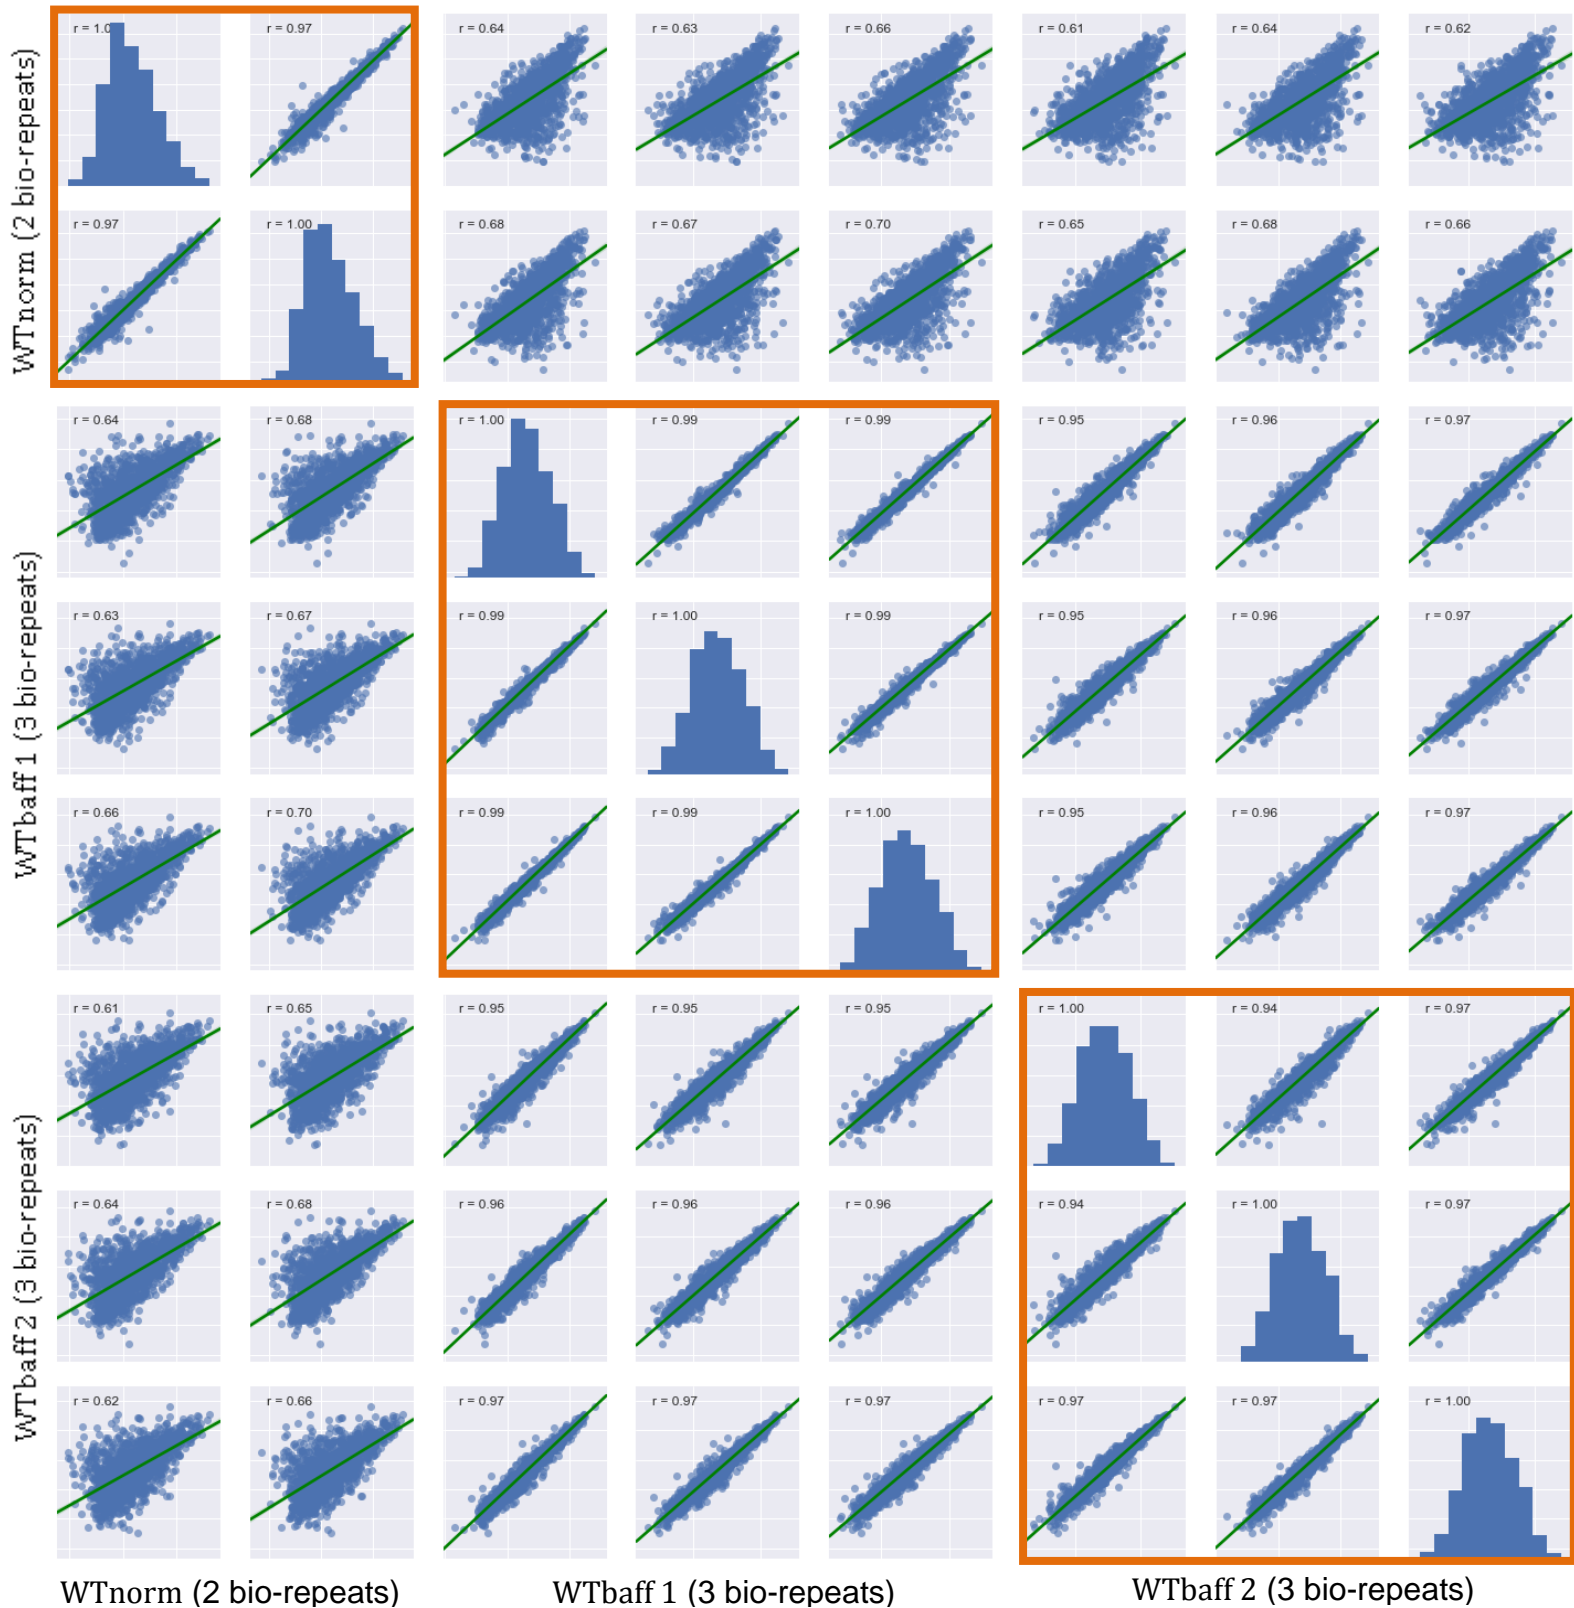 WTnorm (2 bio-repeats)
r = 1.0
r = 0.97
r = 0.64
r = 0.63
r = 0.66
r = 0.61
r = 0.64
r = 0.62
r = 0.97
r = 1.00
r = 0.68
r = 0.67
r = 0.70
r = 0.65
r = 0.68
r = 0.66
WTbaff 1 (3 bio-repeats)
r = 0.64
r = 0.68
r = 1.00
r = 0.99
r = 0.99
r = 0.95
r = 0.96
r = 0.97
r = 0.63
r = 0.67
r = 0.99
r = 1.00
r = 0.99
r = 0.95
r = 0.96
r = 0.97
r = 0.66
r = 0.70
r = 0.99
r = 0.99
r = 1.00
r = 0.95
r = 0.96
r = 0.97
WTbaff 2 (3 bio-repeats)
r = 0.61
r = 0.65
r = 0.95
r = 0.95
r = 0.95
r = 1.00
r = 0.94
r = 0.97
r = 0.64
r = 0.68
r = 0.96
r = 0.96
r = 0.96
r = 0.94
r = 1.00
r = 0.97
r = 0.62
r = 0.66
r = 0.97
r = 0.97
r = 0.97
r = 0.97
r = 0.97
r = 1.00
WTnorm (2 bio-repeats)
WTbaff 1 (3 bio-repeats)
WTbaff 2 (3 bio-repeats)